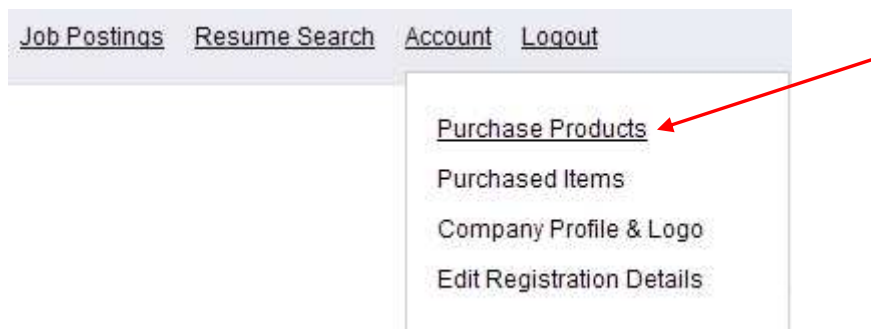 Job Postings Resume Search Account Logout
Purchase Products
Purchased Items
Company Profile & Logo
Edit Registration Details